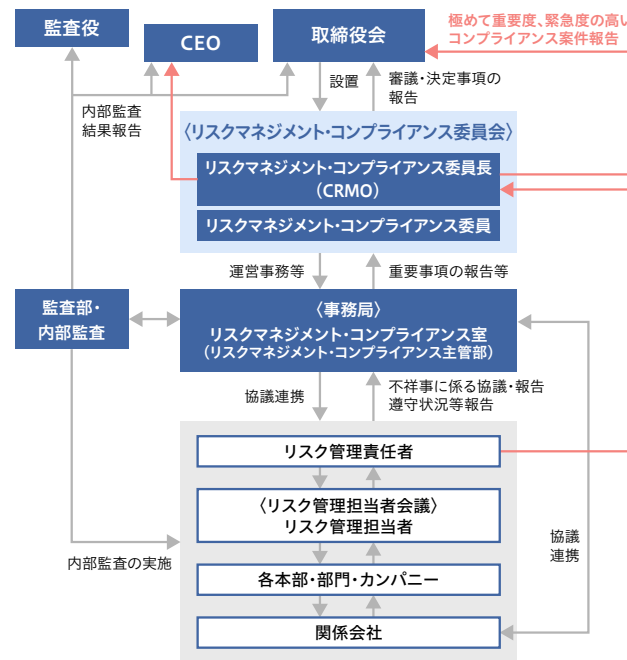 監査役
CEO
取締役会
極めて重要度、緊急度の高い
コンプライアンス案件報告
設置
審議・決定事項の
報告
内部監査
結果報告
〈リスクマネジメント・コンプライアンス委員会〉
リスクマネジメント・コンプライアンス委員長
（CRMO）
リスクマネジメント・コンプライアンス委員
運営事務等
重要事項の報告等
監査部・
内部監査
〈事務局〉
リスクマネジメント・コンプライアンス室
（リスクマネジメント・コンプライアンス主管部）
協議連携
不祥事に係る協議・報告
遵守状況等報告
リスク管理責任者
〈リスク管理担当者会議〉
リスク管理担当者
内部監査の実施
協議
連携
各本部・部門・カンパニー
関係会社